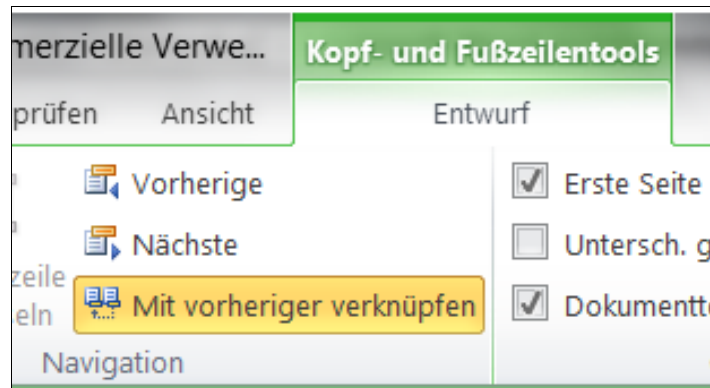 merzielle Verwe... Kopf- und Fußzeilentools
prüfen Ansicht Entwurf
Vorherige Erste Seite
Nächste Untersch. g
zeile
eln Mit vorheriger verknüpfen Dokumentt
Navigation